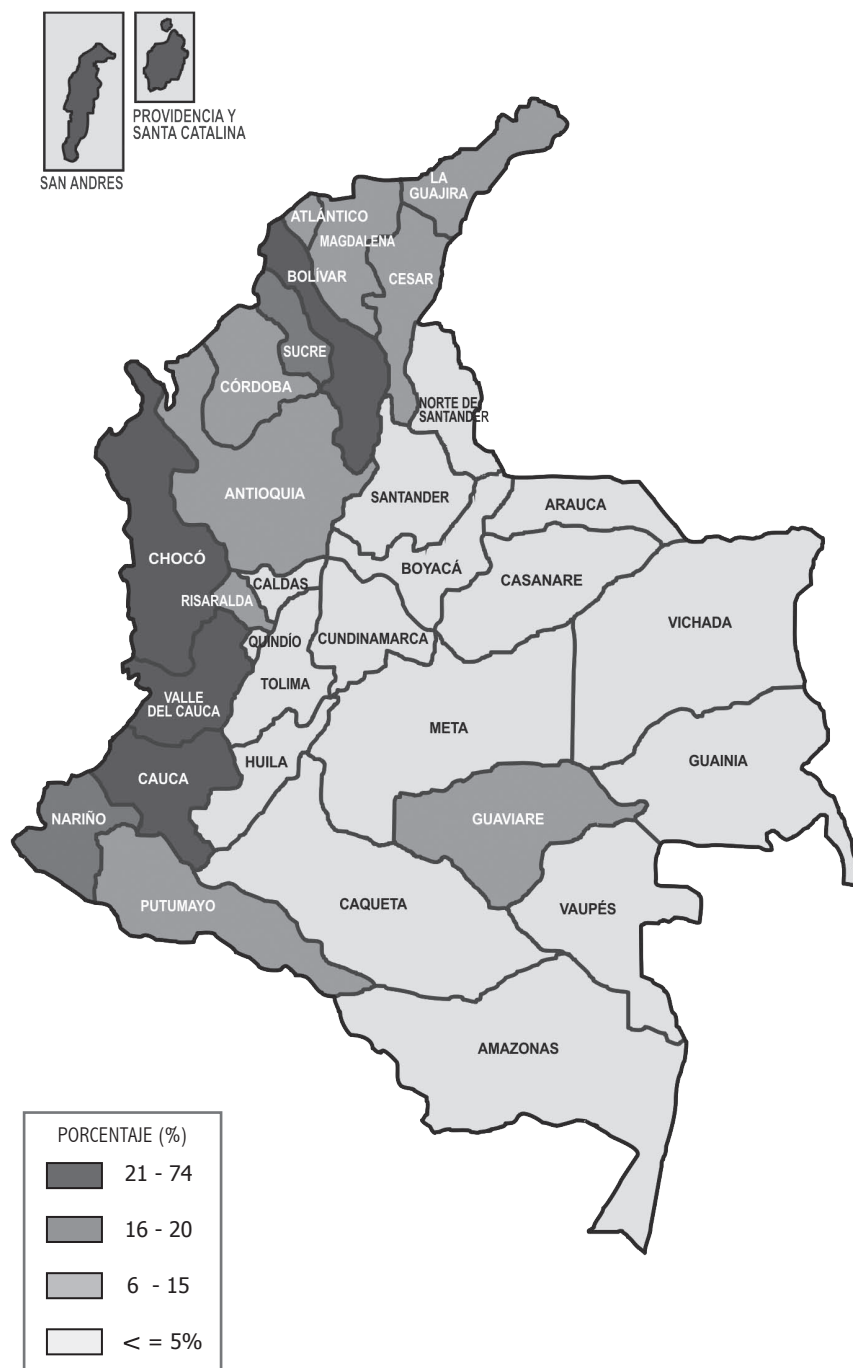 PROVIDENCIA Y
SANTA CATALINA
SAN ANDRES
LA
GUAJIRA
ATLÁNTICO
MAGDALENA
BOLÍVAR
CESAR
SUCRE
CÓRDOBA
NORTE DE
SANTANDER
ANTIOQUIA
SANTANDER
ARAUCA
CHOCÓ
BOYACÁ
CASANARE
CALDAS
RISARALDA
VICHADA
QUINDÍO
CUNDINAMARCA
TOLIMA
VALLE
DEL CAUCA
META
HUILA
GUAINIA
CAUCA
NARIÑO
GUAVIARE
PUTUMAYO
CAQUETA
VAUPÉS
AMAZONAS
PORCENTAJE (%)
21 - 74
16 - 20
6 - 15
< = 5%